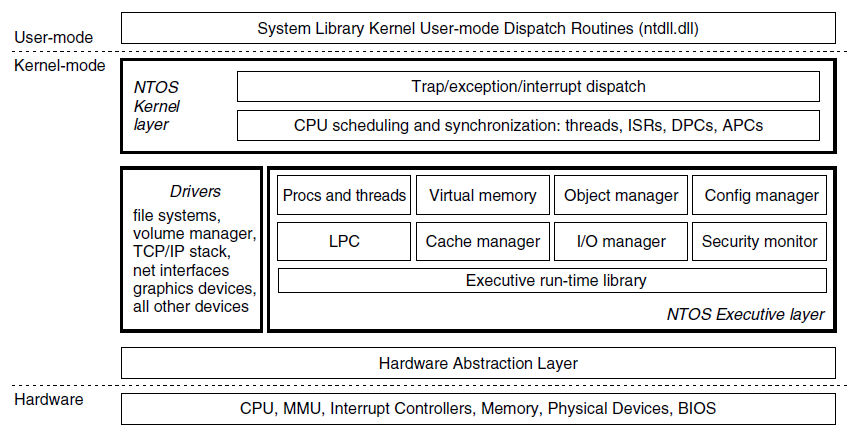 System Library Kernel User-mode Dispatch Routines (ntdll.dll)
User-mode
Kernel-mode
NTOS
Kernel
layer
Trap/exception/interrupt dispatch
CPU scheduling and synchronization: threads, ISRs, DPCs, APCs
Drivers
file systems,
volume manager,
TCP/IP stack,
net interfaces
graphics devices,
all other devices
Procs and threads
Virtual memory
Object manager
Config manager
LPC
Cache manager
I/O manager
Security monitor
Executive run-time library
NTOS Executive layer
Hardware Abstraction Layer
Hardware
CPU, MMU, Interrupt Controllers, Memory, Physical Devices, BIOS